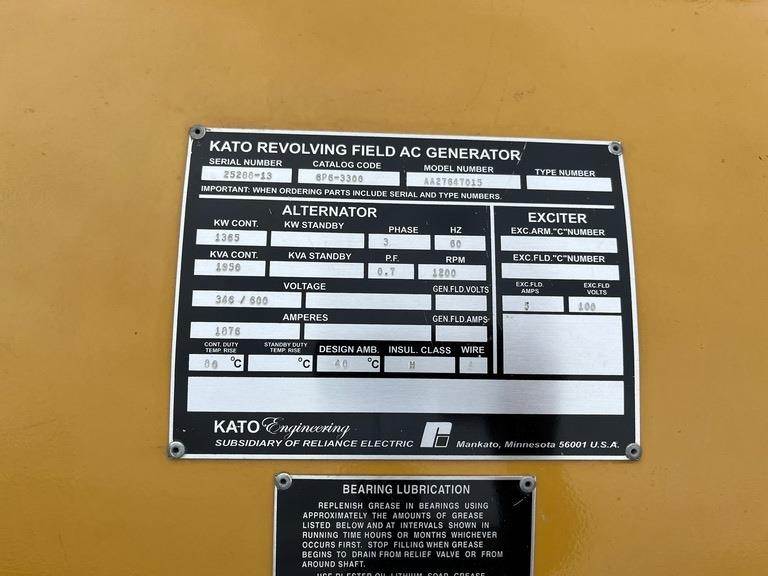 KATO REVOLVING FIELD AC GENERATOR
SERIAL NUMBER CATALOG CODE MODEL NUMBER TYPE NUMBER
25286-13 6P6-3300 AA27647015
IMPORTANT: WHEN ORDERING PARTS INCLUDE SERIAL AND TYPE NUMBERS.
ALTERNATOR
KW CONT. KW STANDBY PHASE HZ
1365 3 60
KVA CONT. KVA STANDBY P.F. RPM
1950 0.7 1200
VOLTAGE GEN.FLD.VOLTS
346 / 600
AMPERES GEN.FLD.AMPS
1876
CONT. DUTY TEMP. RISE STANDBY DUTY TEMP. RISE DESIGN AMB. INSUL. CLASS WIRE
80 °C °C 40 °C H
EXCITER
EXC.ARM."C"NUMBER
EXC.FLD."C"NUMBER
EXC.FLD. AMPS EXC.FLD VOLTS
5 100
KATO Engineering
SUBSIDIARY OF RELIANCE ELECTRIC Mankato, Minnesota 56001 U.S.A.
BEARING LUBRICATION
REPLENISH GREASE IN BEARINGS USING
APPROXIMATELY THE AMOUNTS OF GREASE
LISTED BELOW AND AT INTERVALS SHOWN IN
RUNNING TIME HOURS OR MONTHS WHICHEVER
OCCURS FIRST. STOP FILLING WHEN GREASE
BEGINS TO DRAIN FROM RELIEF VALVE OR FROM
AROUND SHAFT.